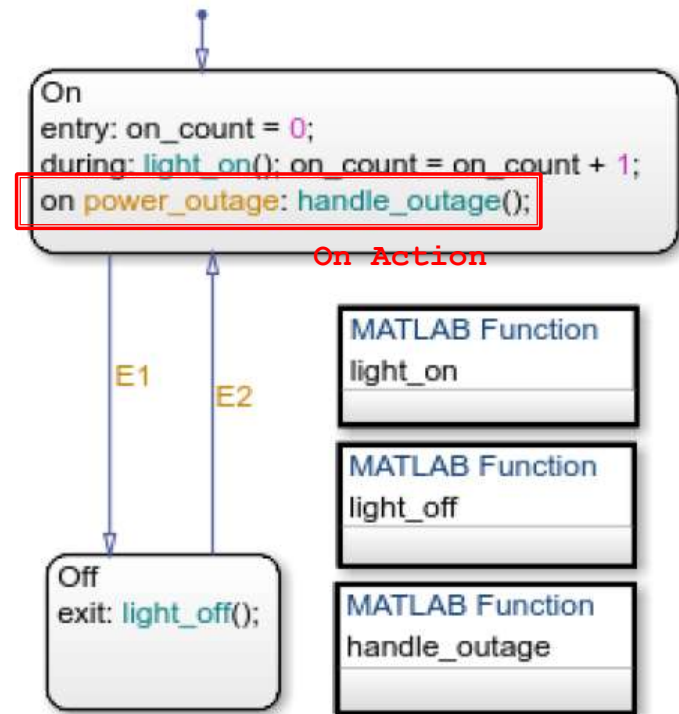 On
entry: on_count = 0;
during: light_on(); on_count = on_count + 1;
on power_outage: handle_outage();
On Action
E1
E2
MATLAB Function
light_on
MATLAB Function
light_off
MATLAB Function
handle_outage
Off
exit: light_off();